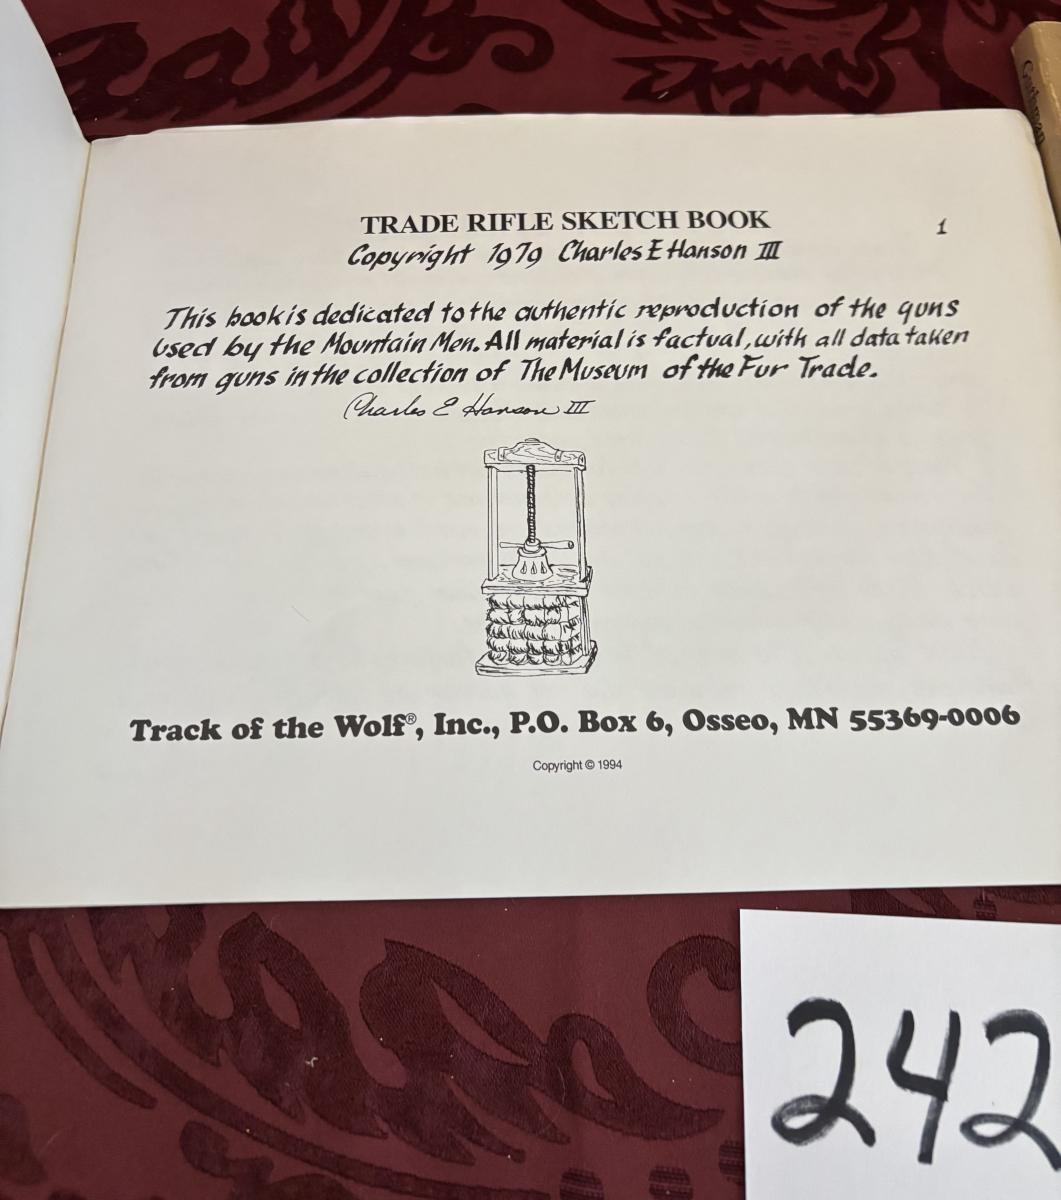 TRADE RIFLE SKETCH BOOK
1
Copyright 1979 Charles E Hanson III
This book is dedicated to the authentic reproduction of the guns
used by the Mountain Men. All material is factual, with all data taken
from guns in the collection of The Museum of the Fur Trade.
Charles E Hanson III
Track of the Wolf®, Inc., P.O. Box 6, Osseo, MN 55369-0006
Copyright © 1994
242